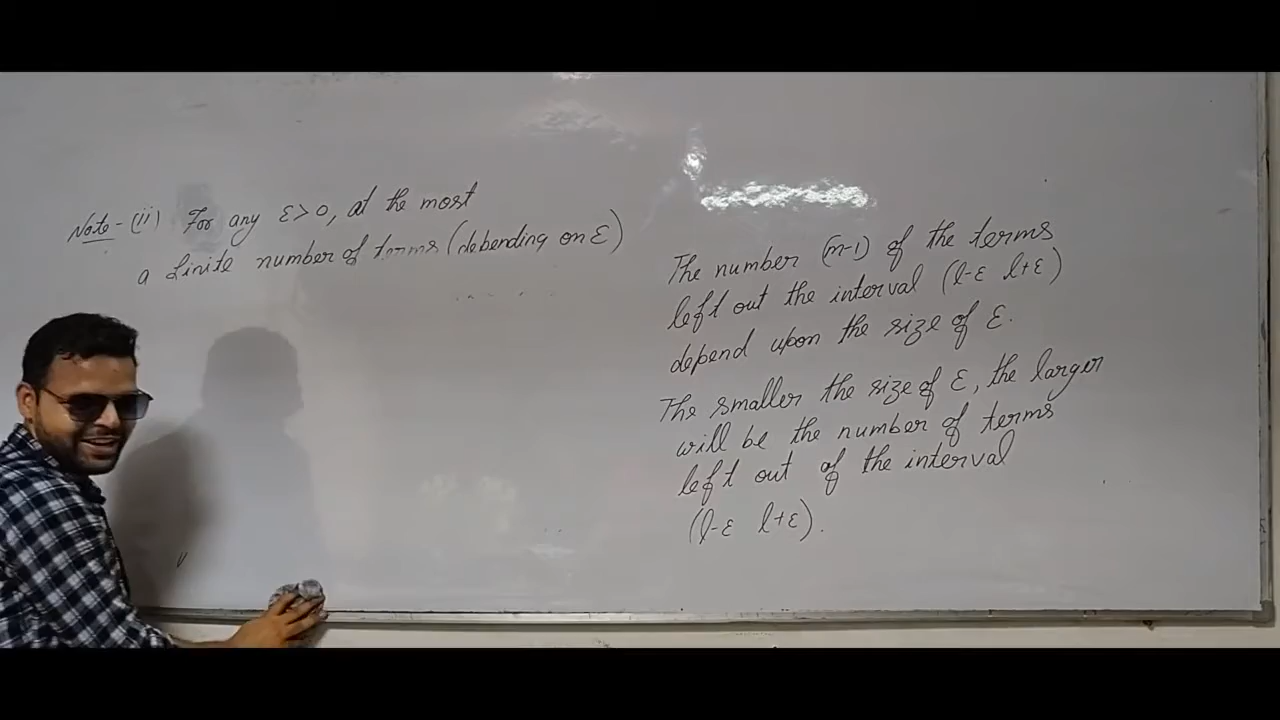 Note-(ii) For any ε>0, at the most
a finite number of terms (debending on ε)
The number (m-1) of the terms
left out the interval (l-ε l+ε)
depend upon the size of ε.
The smaller the size of ε, the larger
will be the number of terms
left out of the interval
(l-ε l+ε).